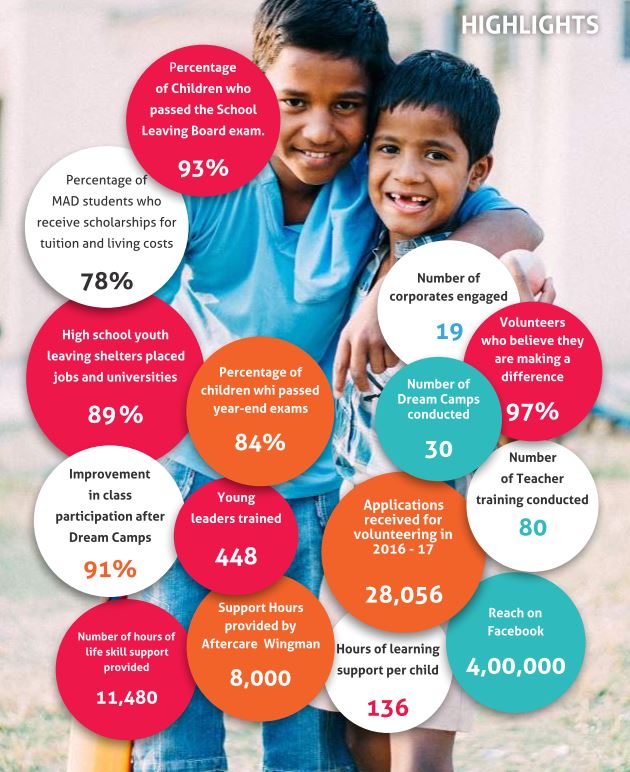 HIGHLIGHTS
Percentage
of Children who
passed the School
Leaving Board exam.
93%
Percentage of
MAD students who
receive scholarships for
tuition and living costs
78%
Number of
corporates engaged
19
High school youth
leaving shelters placed
jobs and universities
89%
Volunteers
who believe they
are making a
difference
97%
Percentage of
children whi passed
year-end exams
84%
Number of
Dream Camps
conducted
30
Improvement
in class
participation after
Dream Camps
91%
Young
leaders trained
448
Applications
received for
volunteering in
2016 - 17
28,056
Number
of Teacher
training conducted
80
Number of hours of
life skill support
provided
11,480
Support Hours
provided by
Aftercare Wingman
8,000
Hours of learning
support per child
136
Reach on
Facebook
4,00,000